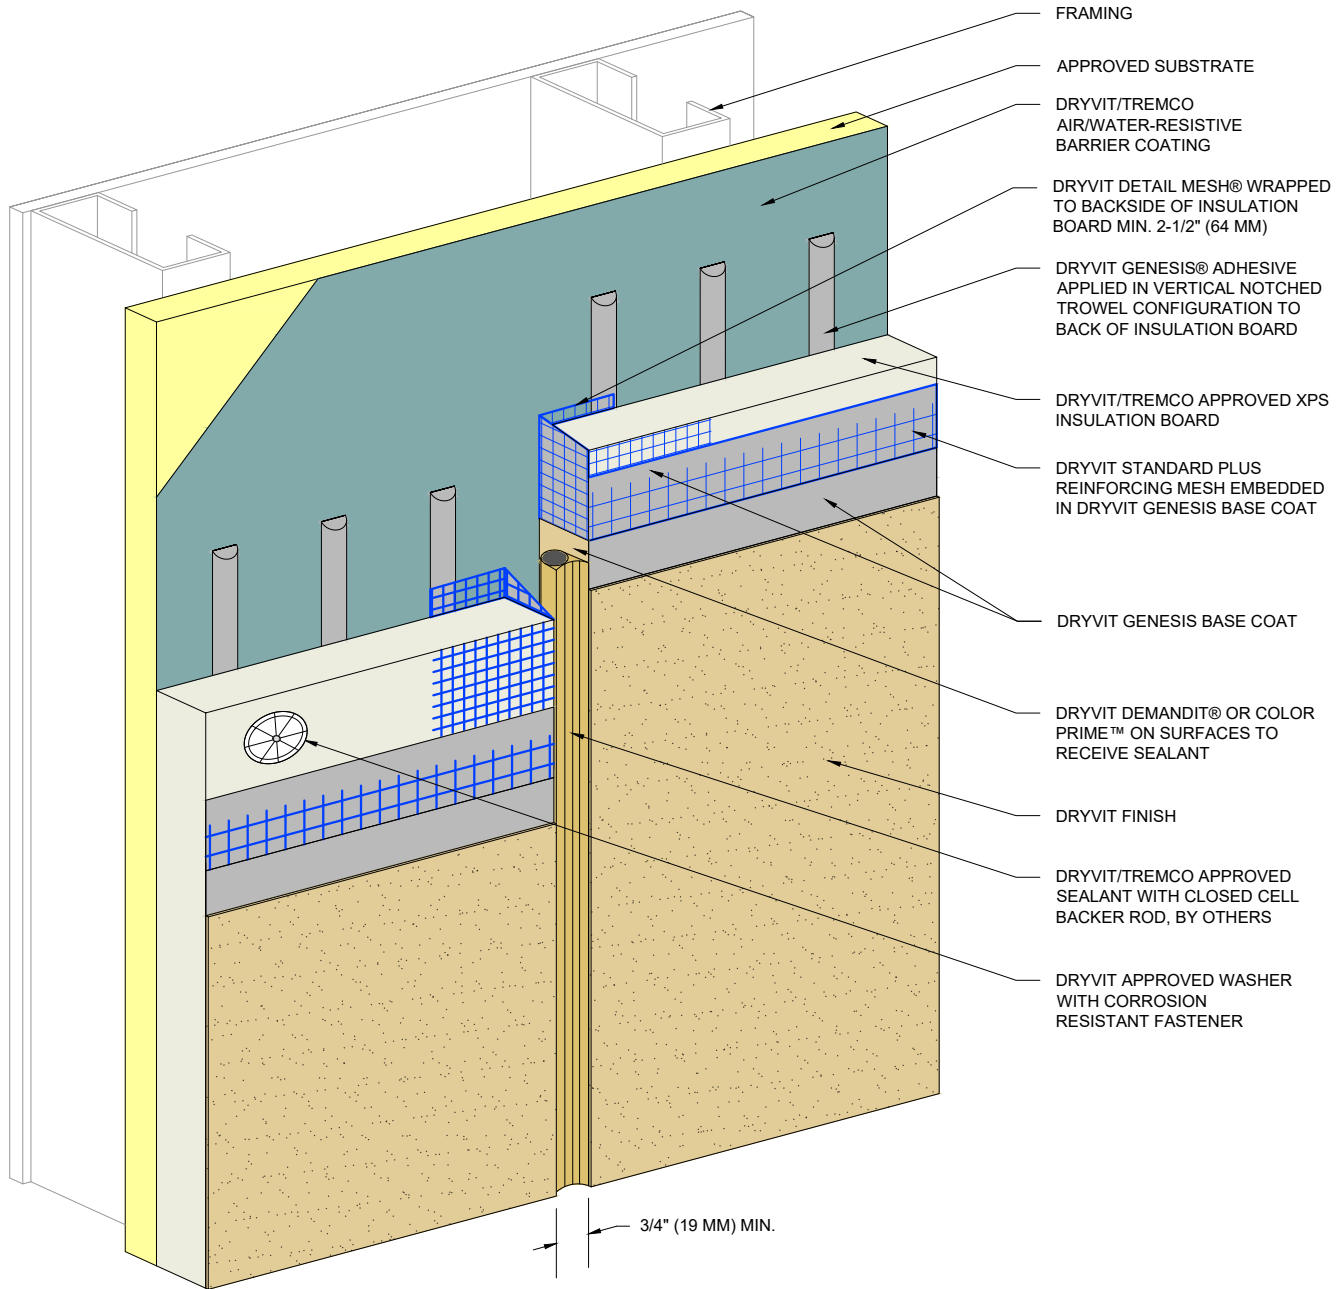 FRAMING
APPROVED SUBSTRATE
DRYVIT/TREMCO
AIR/WATER-RESISTIVE
BARRIER COATING
DRYVIT DETAIL MESH® WRAPPED
TO BACKSIDE OF INSULATION
BOARD MIN. 2-1/2" (64 MM)
DRYVIT GENESIS® ADHESIVE
APPLIED IN VERTICAL NOTCHED
TROWEL CONFIGURATION TO
BACK OF INSULATION BOARD
DRYVIT/TREMCO APPROVED XPS
INSULATION BOARD
DRYVIT STANDARD PLUS
REINFORCING MESH EMBEDDED
IN DRYVIT GENESIS BASE COAT
DRYVIT GENESIS BASE COAT
DRYVIT DEMANDIT® OR COLOR
PRIME™ ON SURFACES TO
RECEIVE SEALANT
DRYVIT FINISH
DRYVIT/TREMCO APPROVED
SEALANT WITH CLOSED CELL
BACKER ROD, BY OTHERS
DRYVIT APPROVED WASHER
WITH CORROSION
RESISTANT FASTENER
3/4" (19 MM) MIN.